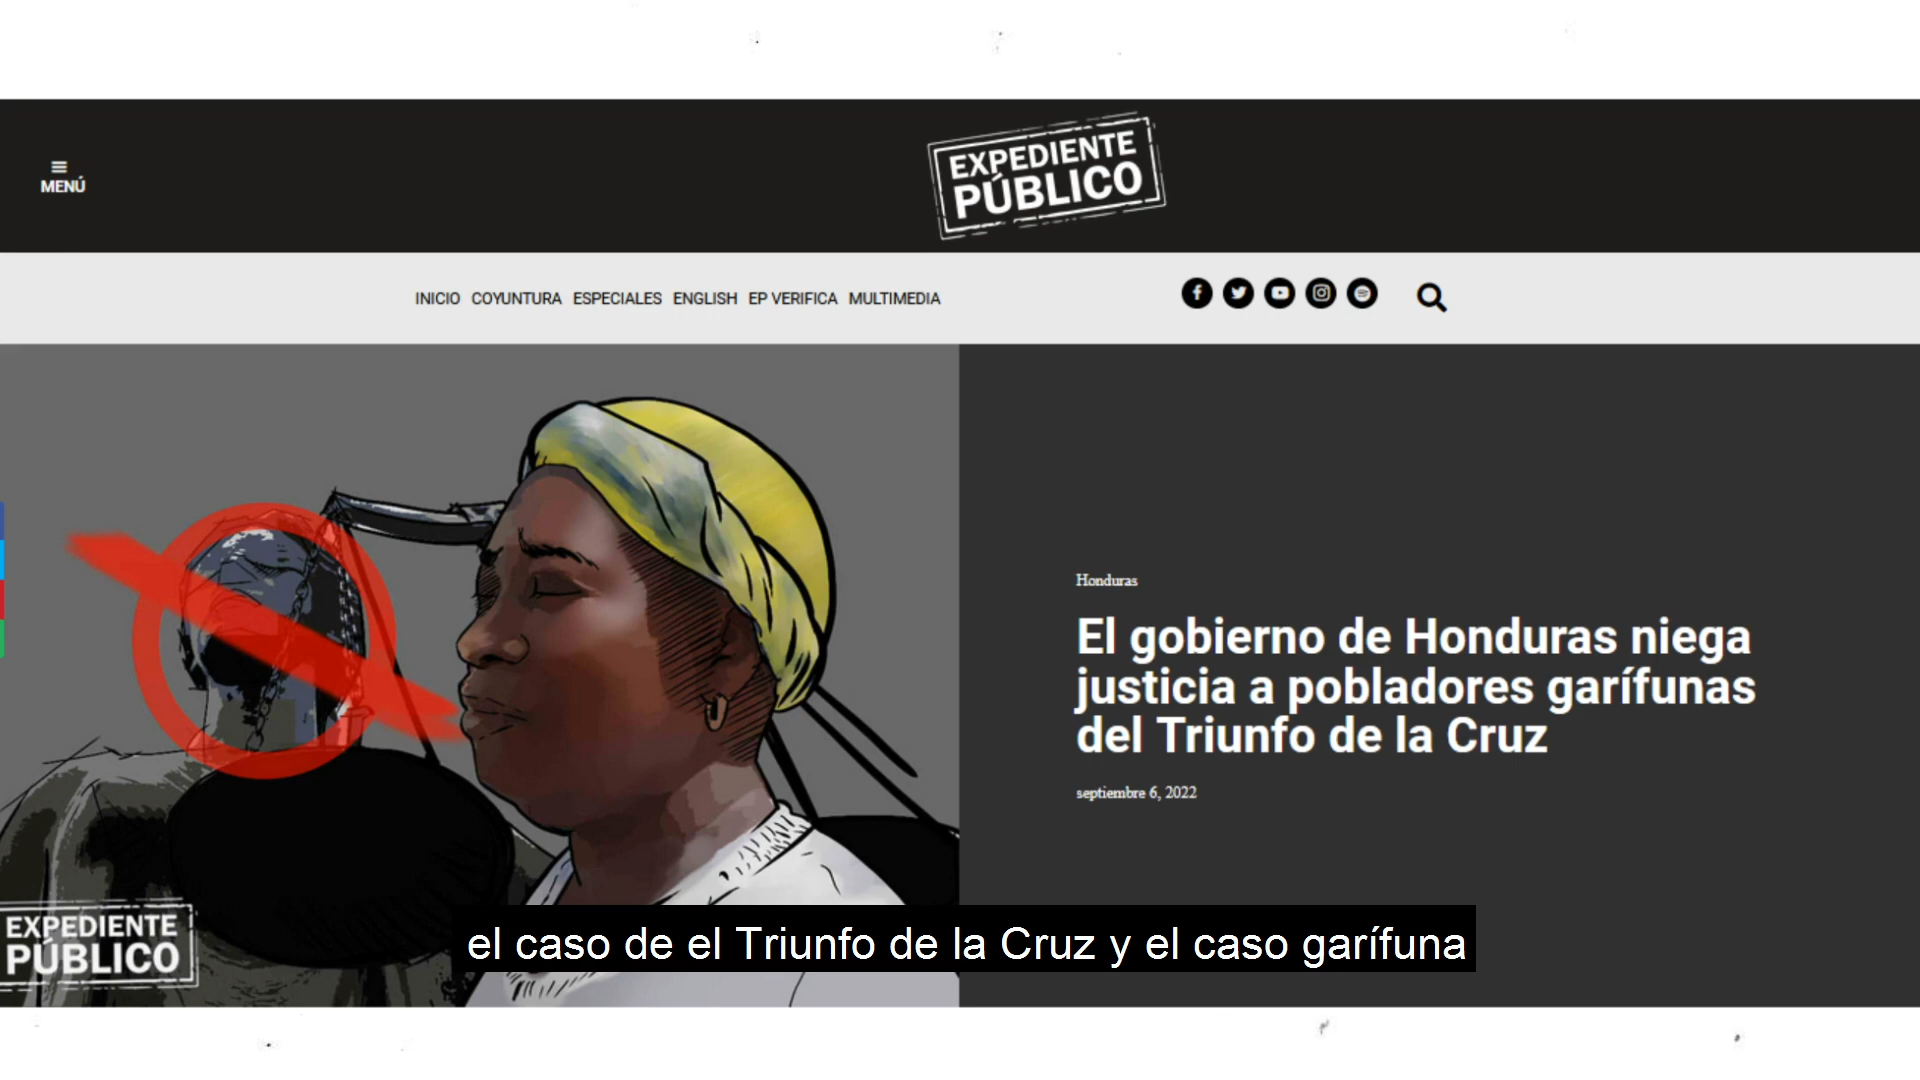 EXPEDIENTE
PÚBLICO
MENÚ
INICIO COYUNTURA ESPECIALES ENGLISH EP VERIFICA MULTIMEDIA
Honduras
El gobierno de Honduras niega
justicia a pobladores garífunas
del Triunfo de la Cruz
septiembre 6, 2022
EXPEDIENTE
PÚBLICO
el caso de el Triunfo de la Cruz y el caso garífuna